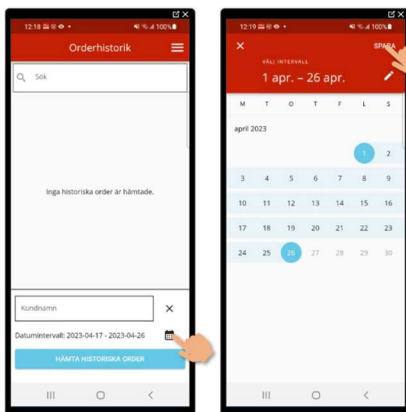 12:18
100%
Orderhistorik
Sök
Inga historiska order är hämtade.
Kundnamn
Datumintervall: 2023-04-17 - 2023-04-26
HÄMTA HISTORISKA ORDER
12:19
100%
SPARA
VÄLJ INTERVALL
1 apr. – 26 apr.
M T O T F L S
april 2023
1 2
3 4 5 6 7 8 9
10 11 12 13 14 15 16
17 18 19 20 21 22 23
24 25 26 27 28 29 30